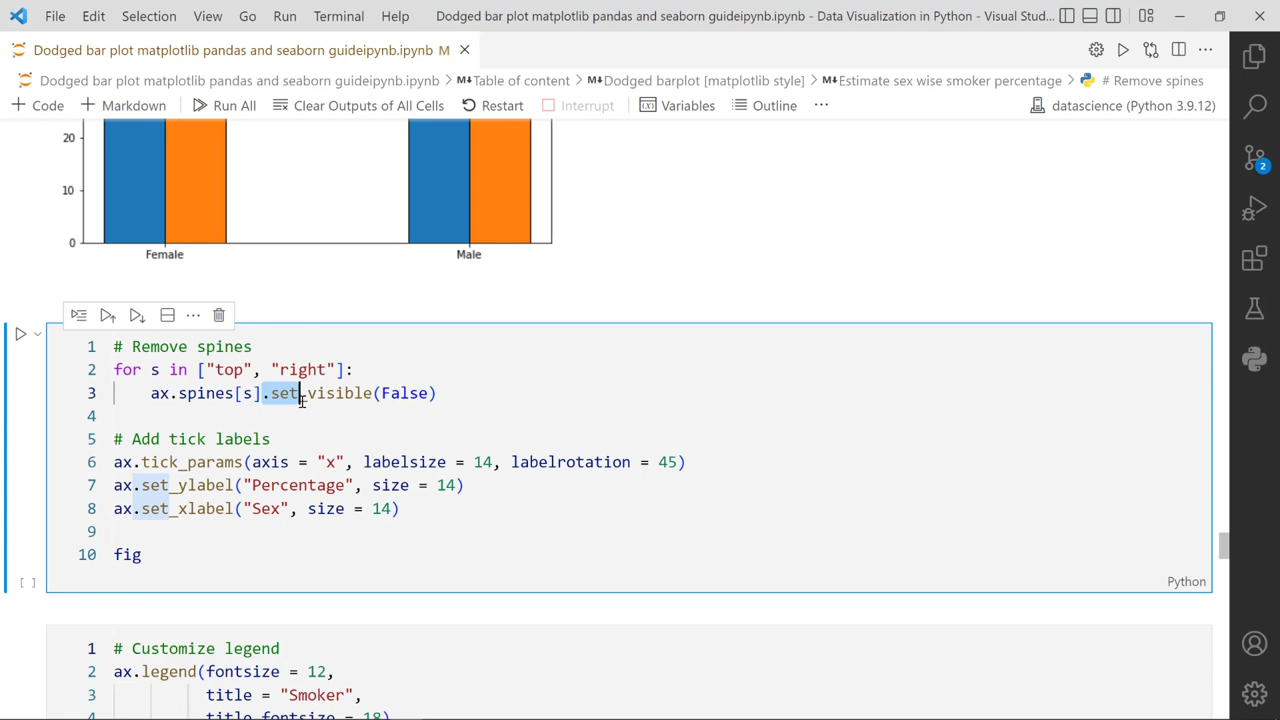 File Edit Selection View Go Run Terminal Help Dodged bar plot matplotlib pandas and seaborn guideipynb.ipynb - Data Visualization in Python - Visual Stud...
Dodged bar plot matplotlib pandas and seaborn guideipynb.ipynb M
Dodged bar plot matplotlib pandas and seaborn guideipynb.ipynb > Table of content > Dodged barplot [matplotlib style] > Estimate sex wise smoker percentage > # Remove spines
+ Code + Markdown Run All Clear Outputs of All Cells Restart Interrupt Variables Outline ... datascience (Python 3.9.12)
2
20
10
0
Female Male
1 # Remove spines
2 for s in ["top", "right"]:
3 ax.spines[s].set_visible(False)
4
5 # Add tick labels
6 ax.tick_params(axis = "x", labelsize = 14, labelrotation = 45)
7 ax.set_ylabel("Percentage", size = 14)
8 ax.set_xlabel("Sex", size = 14)
9
10 fig
[ ] Python
1 # Customize legend
2 ax.legend(fontsize = 12,
3 title = "Smoker",
4 title_fontsize = 18)